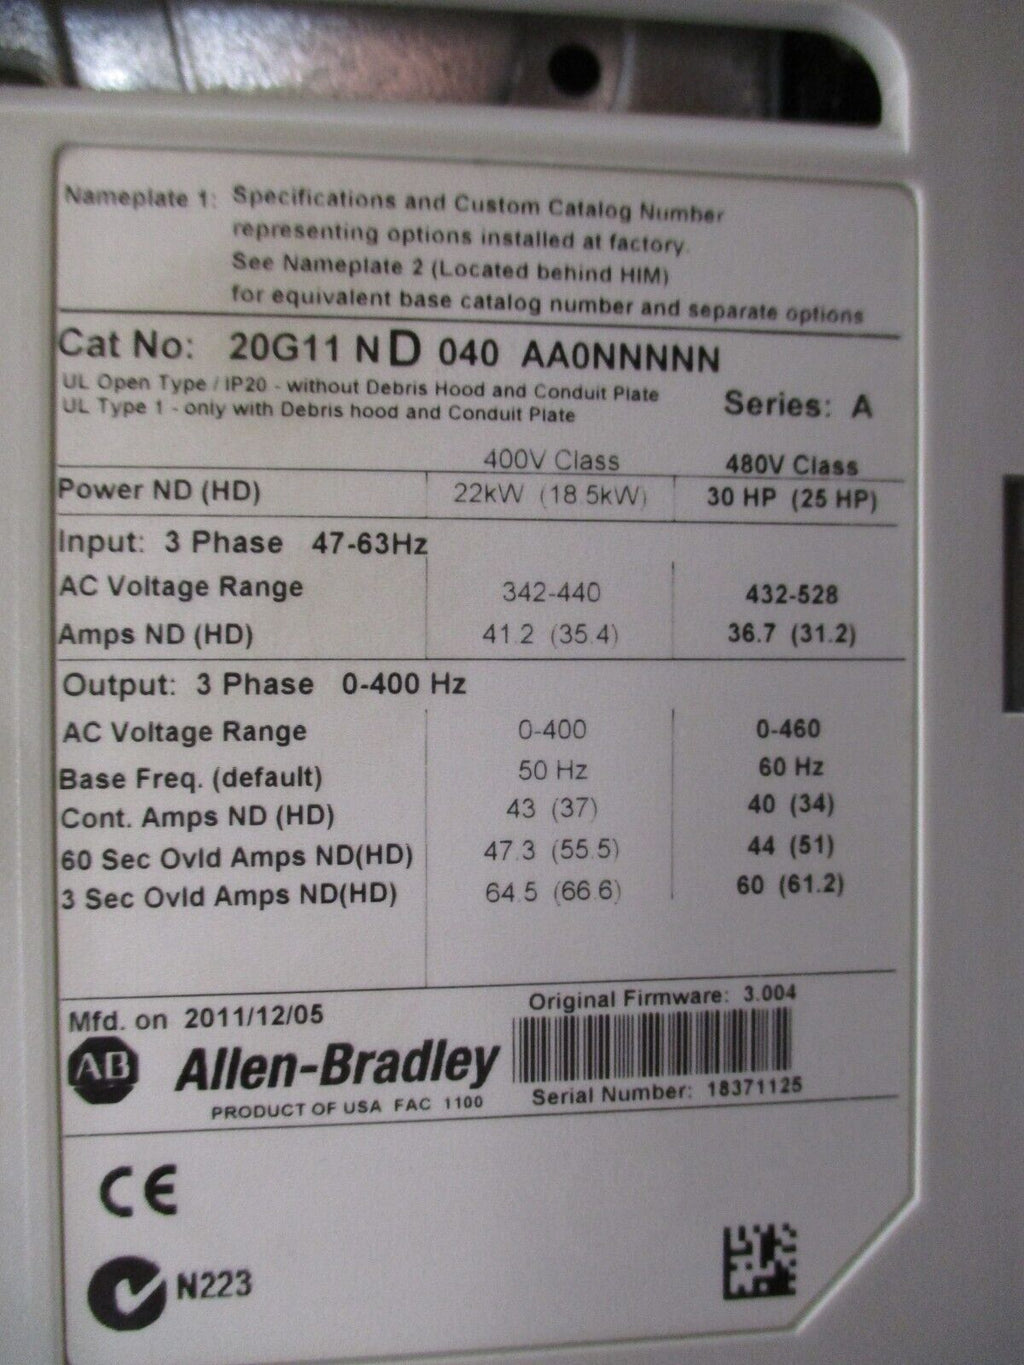 Nameplate 1: Specifications and Custom Catalog Number
representing options installed at factory.
See Nameplate 2 (Located behind HIM)
for equivalent base catalog number and separate options
Cat No: 20G11 N D 040 AA0NNNNN
UL Open Type / IP20 - without Debris Hood and Conduit Plate
UL Type 1 - only with Debris hood and Conduit Plate
Series: A
400V Class 480V Class
Power ND (HD) 22kW (18.5kW) 30 HP (25 HP)
Input: 3 Phase 47-63Hz
AC Voltage Range 342-440 432-528
Amps ND (HD) 41.2 (35.4) 36.7 (31.2)
Output: 3 Phase 0-400 Hz
AC Voltage Range 0-400 0-460
Base Freq. (default) 50 Hz 60 Hz
Cont. Amps ND (HD) 43 (37) 40 (34)
60 Sec Ovld Amps ND(HD) 47.3 (55.5) 44 (51)
3 Sec Ovld Amps ND(HD) 64.5 (66.6) 60 (61.2)
Mfd. on 2011/12/05
Original Firmware: 3.004
AB Allen-Bradley
PRODUCT OF USA FAC 1100
Serial Number: 18371125
CE
N223